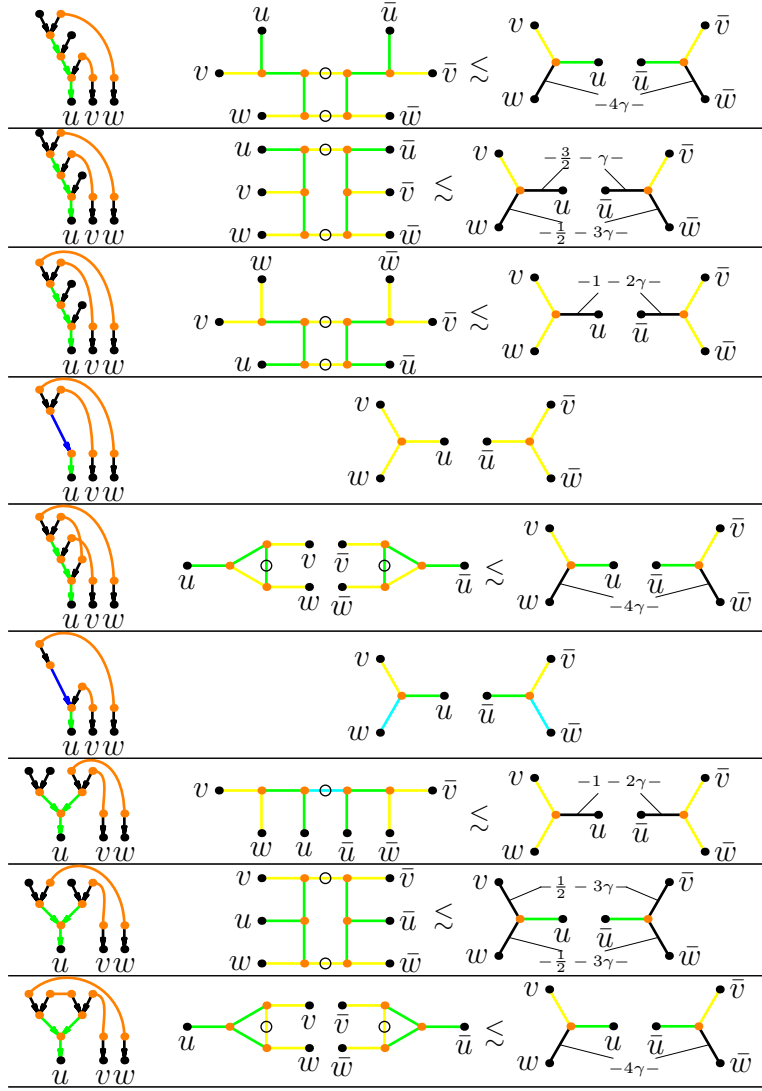 u ū
v v̄
v v̄ ≲ u ū
w w̄
−4γ−
u v w w w̄
u ū v −3/2 − γ− v̄
v v̄ ≲ u ū
w w̄ w −1/2 − 3γ− w̄
u v w
w w̄ v −1 − 2γ− v̄
v v̄ ≲ u ū
u ū w w̄
u v w
v v̄
u ū
w w̄
u v w
v v̄
u v v̄ ū ≲ u ū
w w̄ w −4γ− w̄
u v w
v v̄
u ū
w w̄
u v w
v v̄ ≲ v −1 − 2γ− v̄
u ū
w u ū w̄ w w̄
u v w
v v̄ v −1/2 − 3γ− v̄
u ū ≲ u ū
w w̄ w −1/2 − 3γ− w̄
u v w
v v̄
u v v̄ ū ≲ u ū
w w̄ w −4γ− w̄
u v w